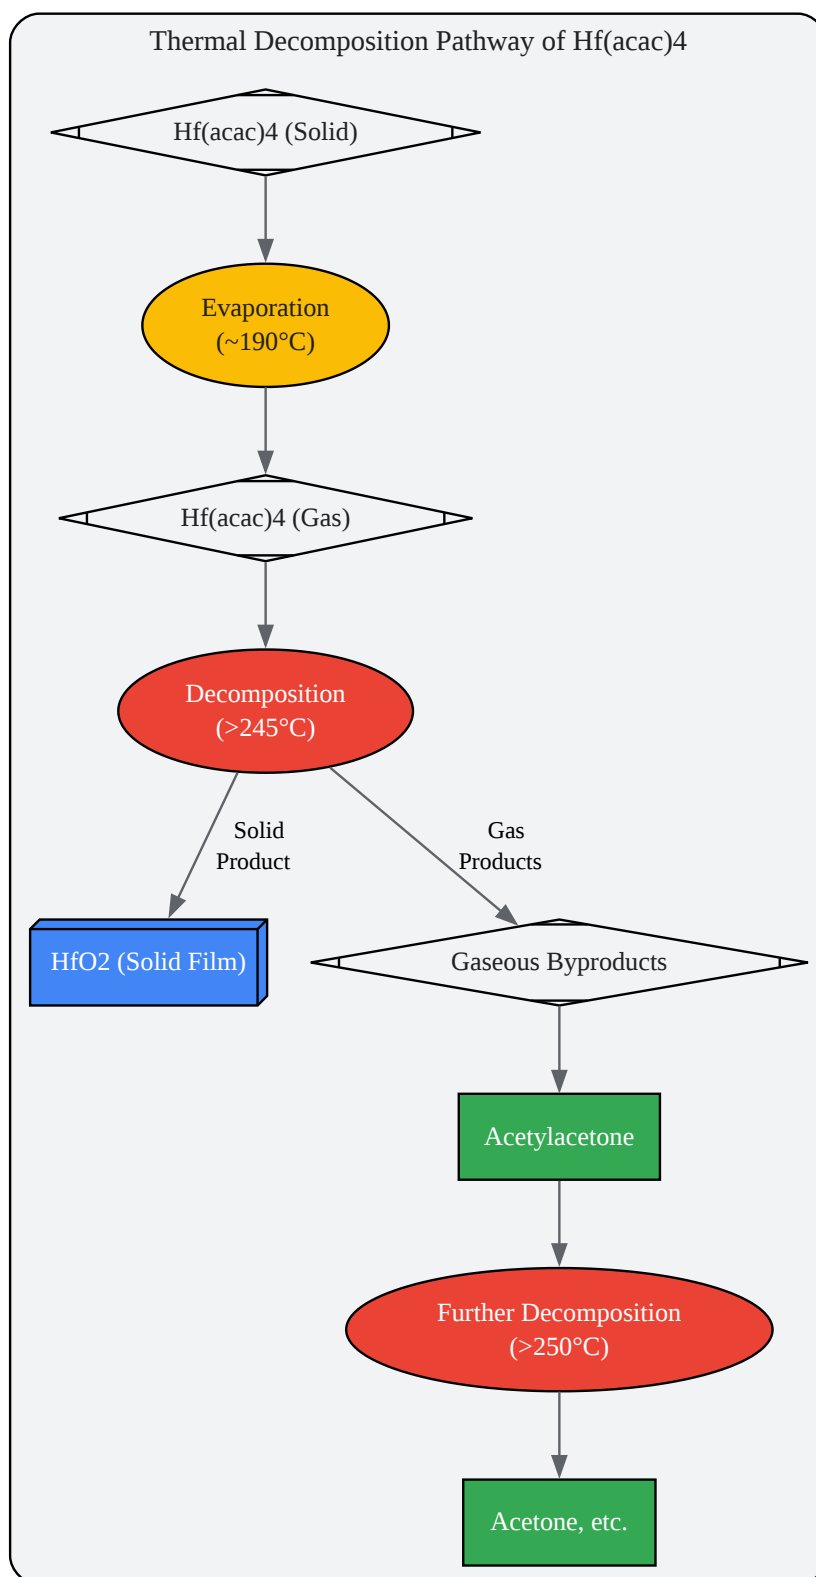 Thermal Decomposition Pathway of Hf(acac)4
Hf(acac)4 (Solid)
Evaporation
(~190°C)
Hf(acac)4 (Gas)
Decomposition
(>245°C)
Solid
Product
Gas
Products
HfO2 (Solid Film)
Gaseous Byproducts
Acetylacetone
Further Decomposition
(>250°C)
Acetone, etc.